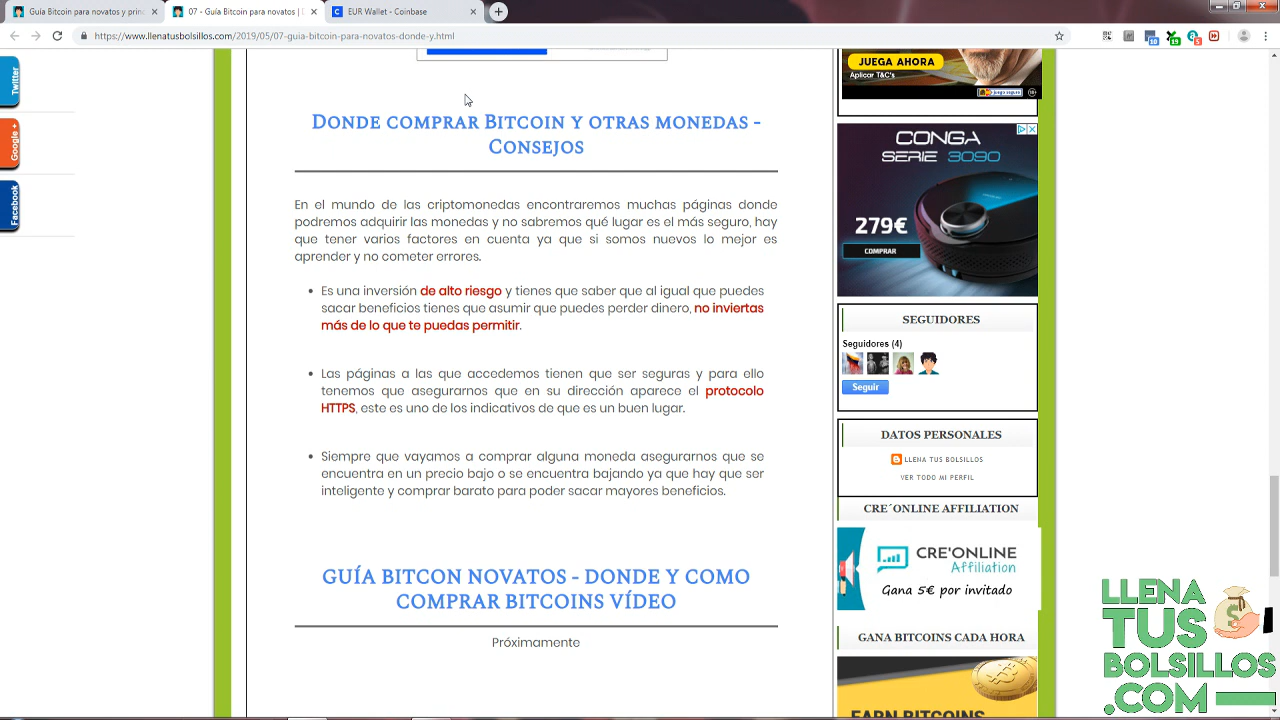 Guía Bitcoin para novatos y prin
07 - Guia Bitcoin para novatos | D
EUR Wallet - Coinbase
https://www.llenatusbolsillos.com/2019/05/07-guia-bitcoin-para-novatos-donde-y.html
Twitter
Google +
Facebook
DONDE COMPRAR BITCOIN Y OTRAS MONEDAS -
CONSEJOS
En el mundo de las criptomonedas encontraremos muchas páginas donde
podremos adquirir las monedas y no sabremos qué lugar es el más seguro, hay
que tener varios factores en cuenta ya que si somos nuevos lo mejor es
aprender y no cometer errores.
Es una inversión de alto riesgo y tienes que saber que al igual que puedes
sacar beneficios tienes que asumir que puedes perder dinero, no inviertas
más de lo que te puedas permitir.
Las páginas a las que accedemos tienen que ser seguras y para ello
tenemos que asegurarnos que en su dirección aparece el protocolo
HTTPS, este es uno de los indicativos de que es un buen lugar.
Siempre que vayamos a comprar alguna moneda asegurarnos que se
encuentra en un precio bajo o se encuentra bajando ya que hay que ser
inteligente y comprar barato para poder sacar mayores beneficios.
GUÍA BITCON NOVATOS - DONDE Y COMO
COMPRAR BITCOINS VÍDEO
Próximamente
JUEGA AHORA
Aplicar T&C's
CONGA
SERIE 3090
279€
COMPRAR
SEGUIDORES
Seguidores (4)
Seguir
DATOS PERSONALES
LLENA TUS BOLSILLOS
VER TODO MI PERFIL
CRE´ONLINE AFFILIATION
CRE'ONLINE
Affiliation
Gana 5€ por invitado
GANA BITCOINS CADA HORA
EARN BITCOINS
LLENA
TUS
BOLSILLOS
.COM